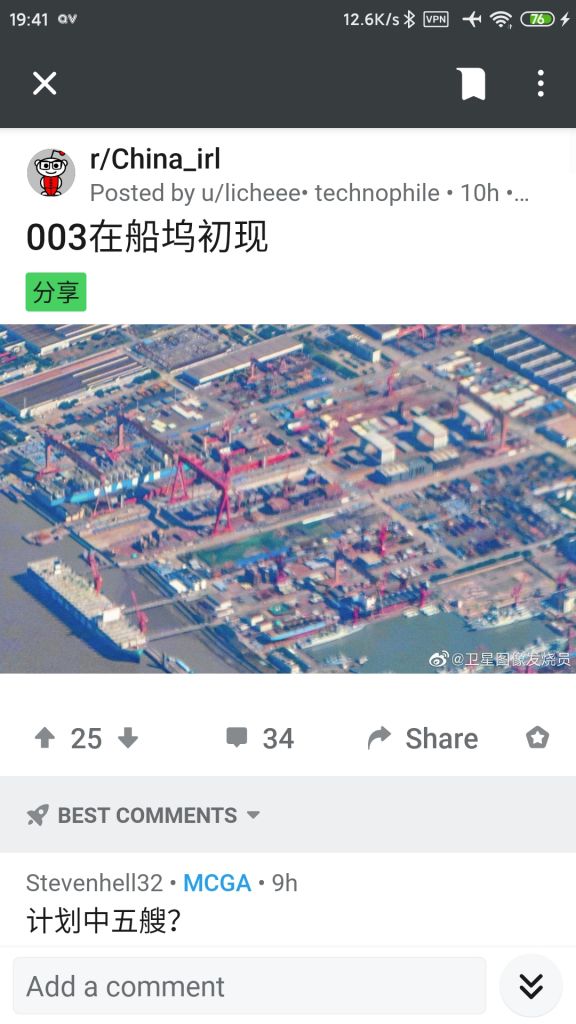 19:41
12.6K/s VPN 76
r/China_irl
Posted by u/licheee• technophile • 10h •…
003在船坞初现
分享
@卫星图像发烧员
25 34 Share
BEST COMMENTS
Stevenhell32 • MCGA • 9h
计划中五艘？
Add a comment